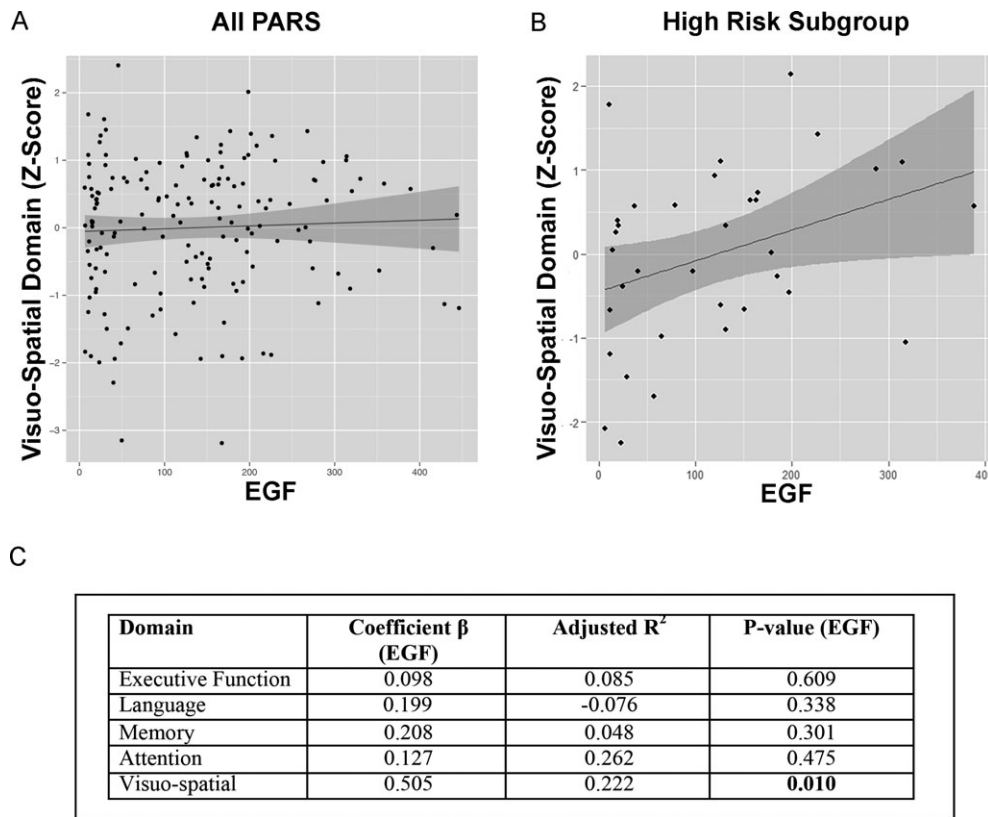 A
All PARS
Visuo-Spatial Domain (Z-Score)
2
1
0
-1
-2
-3
0
100
200
300
400
EGF
B
High Risk Subgroup
Visuo-Spatial Domain (Z-Score)
2
1
0
-1
-2
0
100
200
300
40
EGF
C
Domain Coefficient β Adjusted R² P-value (EGF)
(EGF)
Executive Function 0.098 0.085 0.609
Language 0.199 -0.076 0.338
Memory 0.208 0.048 0.301
Attention 0.127 0.262 0.475
Visuo-spatial 0.505 0.222 0.010